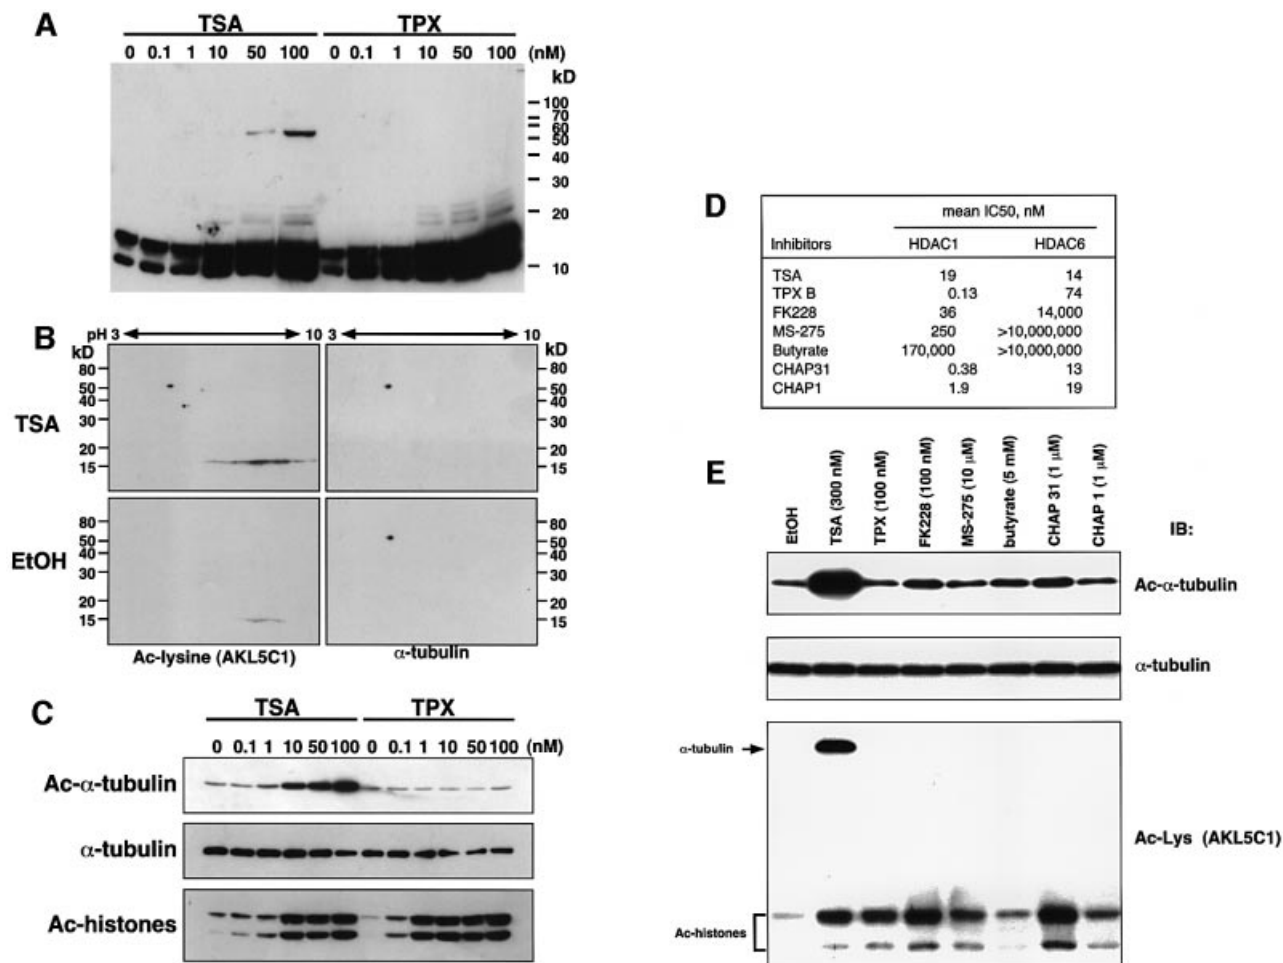 A
TSA TPX
0 0.1 1 10 50 100 0 0.1 1 10 50 100 (nM)
kD
100
70
60
50
40
30
20
10
B
pH 3 10 3 10
kD kD
80 80
50 50
40 40
30 30
20 20
15 15
TSA
80 80
50 50
40 40
30 30
20 20
15 15
EtOH
Ac-lysine (AKL5C1) α-tubulin
C
TSA TPX
0 0.1 1 10 50 100 0 0.1 1 10 50 100 (nM)
Ac-α-tubulin
α-tubulin
Ac-histones
D
mean IC50, nM
Inhibitors HDAC1 HDAC6
TSA 19 14
TPX B 0.13 74
FK228 36 14,000
MS-275 250 >10,000,000
Butyrate 170,000 >10,000,000
CHAP31 0.38 13
CHAP1 1.9 19
E
EtOH
TSA (300 nM)
TPX (100 nM)
FK228 (100 nM)
MS-275 (10 μM)
butyrate (5 mM)
CHAP 31 (1 μM)
CHAP 1 (1 μM)
IB:
Ac-α-tubulin
α-tubulin
α-tubulin
Ac-Lys (AKL5C1)
Ac-histones